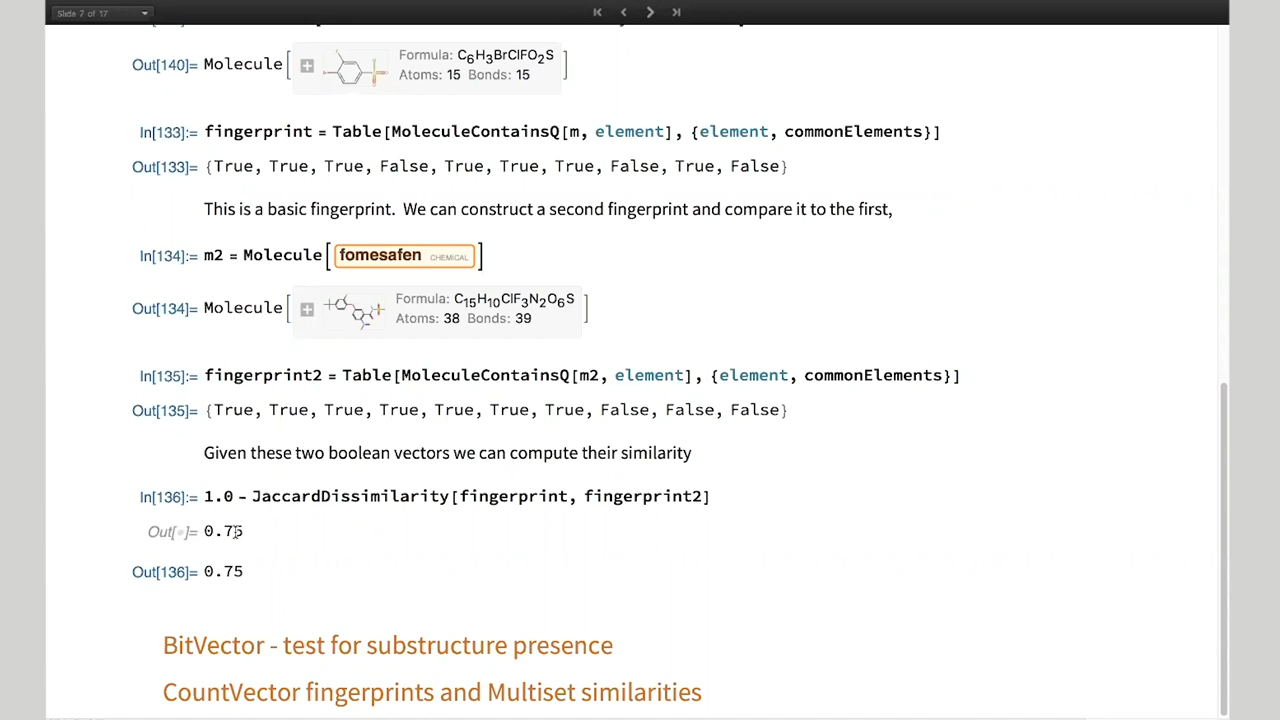 Slide 7 of 17
Out[140]= Molecule[ Formula: C6H3BrClFO2S
Atoms: 15 Bonds: 15 ]
In[133]:= fingerprint = Table[MoleculeContainsQ[m, element], {element, commonElements}]
Out[133]= {True, True, True, False, True, True, True, False, True, False}
This is a basic fingerprint. We can construct a second fingerprint and compare it to the first,
In[134]:= m2 = Molecule[ fomesafen CHEMICAL ]
Out[134]= Molecule[ Formula: C15H10ClF3N2O6S
Atoms: 38 Bonds: 39 ]
In[135]:= fingerprint2 = Table[MoleculeContainsQ[m2, element], {element, commonElements}]
Out[135]= {True, True, True, True, True, True, True, False, False, False}
Given these two boolean vectors we can compute their similarity
In[136]:= 1.0 - JaccardDissimilarity[fingerprint, fingerprint2]
Out[•]= 0.75
Out[136]= 0.75
BitVector - test for substructure presence
CountVector fingerprints and Multiset similarities